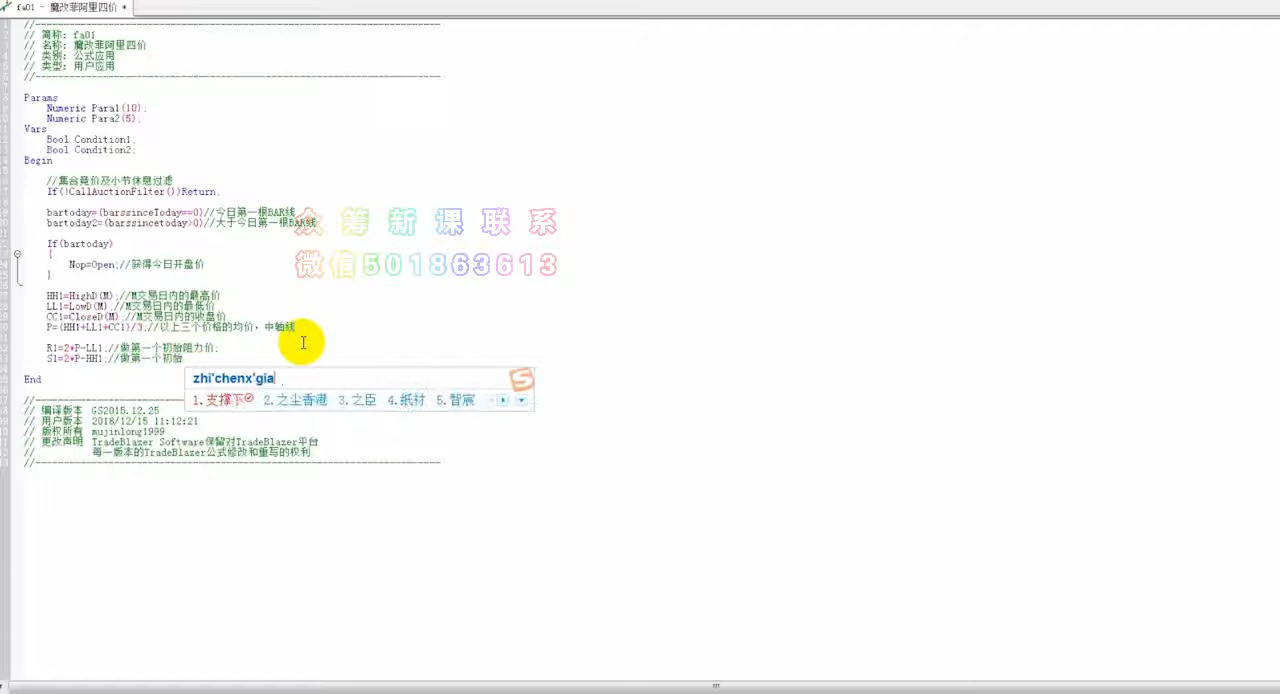 fa01 - 魔改菲阿里四价 *
//------------------------------------------------------------------------
// 简称: fa01
// 名称: 魔改菲阿里四价
// 类别: 公式应用
// 类型: 用户应用
//------------------------------------------------------------------------
Params
Numeric Para1(10);
Numeric Para2(5);
Vars
Bool Condition1;
Bool Condition2;
Begin
//集合竟价及小节休息过滤
If(!CallAuctionFilter())Return;
bartoday=(barssinceToday==0)//今日第一根BAR线
bartoday2=(barssincetoday>0)//大于今日第一根BAR线
众筹新课联系
If(bartoday)
{
微信501863613
Nop=Open;//获得今日开盘价
}
HH1=HighD(M);//M交易日内的最高价
LL1=LowD(M);//M交易日内的最低价
CC1=CloseD(M);//M交易日内的收盘价
P=(HH1+LL1+CC1)/3;//以上三个价格的均价，中轴线
R1=2*P-LL1;//做第一个初始阻力价;
S1=2*P-HH1;//做第一个初始
zhi'chenx'gia
1.支撑下 2.之尘香港 3.之臣 4.纸衬 5.智宸
End
//------------------------------------------------------------------------
// 编译版本 GS2015.12.25
// 用户版本 2018/12/15 11:12:21
// 版权所有 mujinlong1999
// 更改声明 TradeBlazer Software保留对TradeBlazer平台
// 每一版本的TradeBlazer公式修改和重写的权利
//------------------------------------------------------------------------